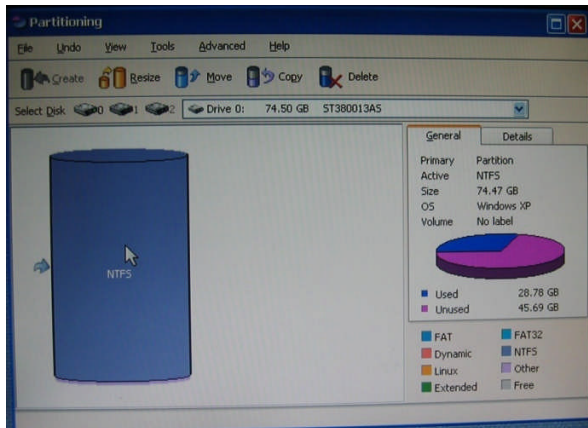 Partitioning
File Undo View Tools Advanced Help
Create Resize Move Copy Delete
Select Disk 0 1 2 Drive 0: 74.50 GB ST380013AS
General Details
Primary Partition
Active NTFS
Size 74.47 GB
OS Windows XP
Volume No label
NTFS
Used 28.78 GB
Unused 45.69 GB
FAT FAT32
Dynamic NTFS
Linux Other
Extended Free